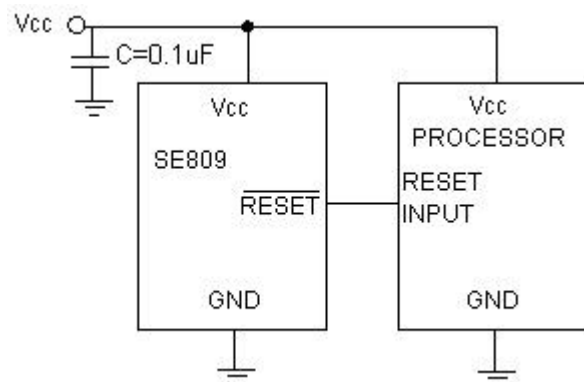 Vcc
C=0.1uF
Vcc
SE809
RESET
GND
Vcc
PROCESSOR
RESET
INPUT
GND